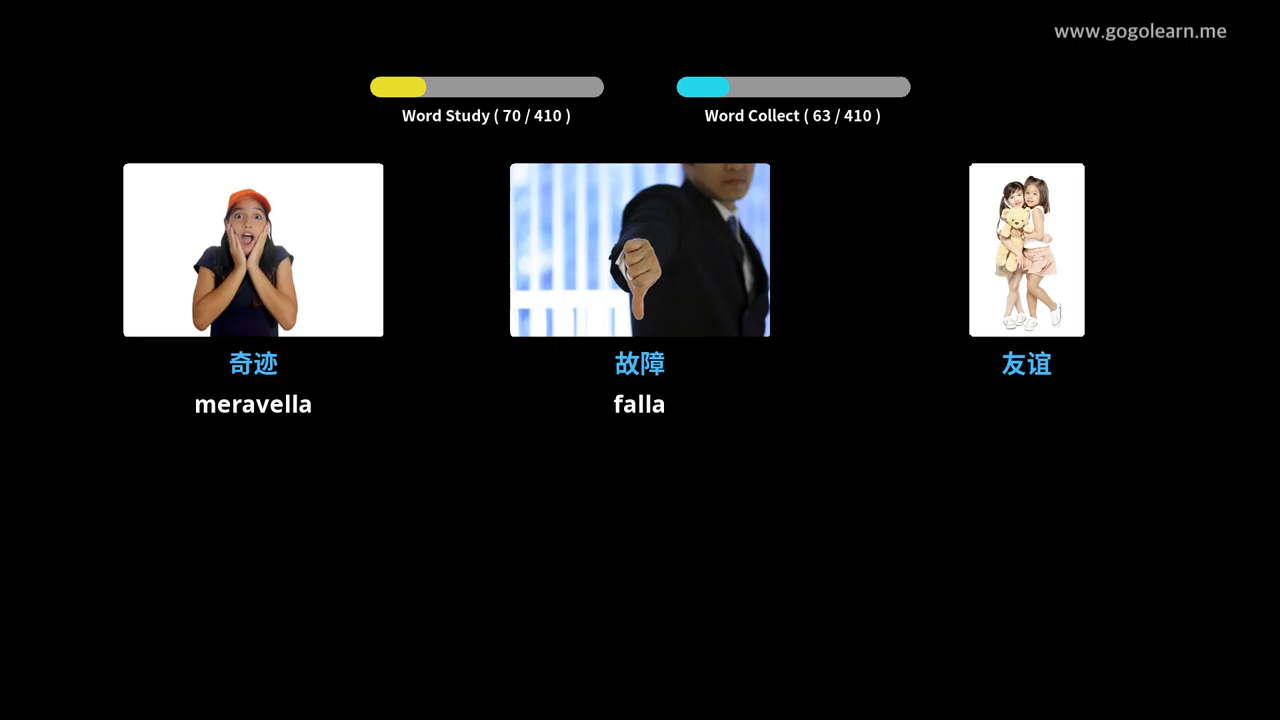 www.gogolearn.me
Word Study ( 70 / 410 )
Word Collect ( 63 / 410 )
奇迹
故障
友谊
meravella
falla